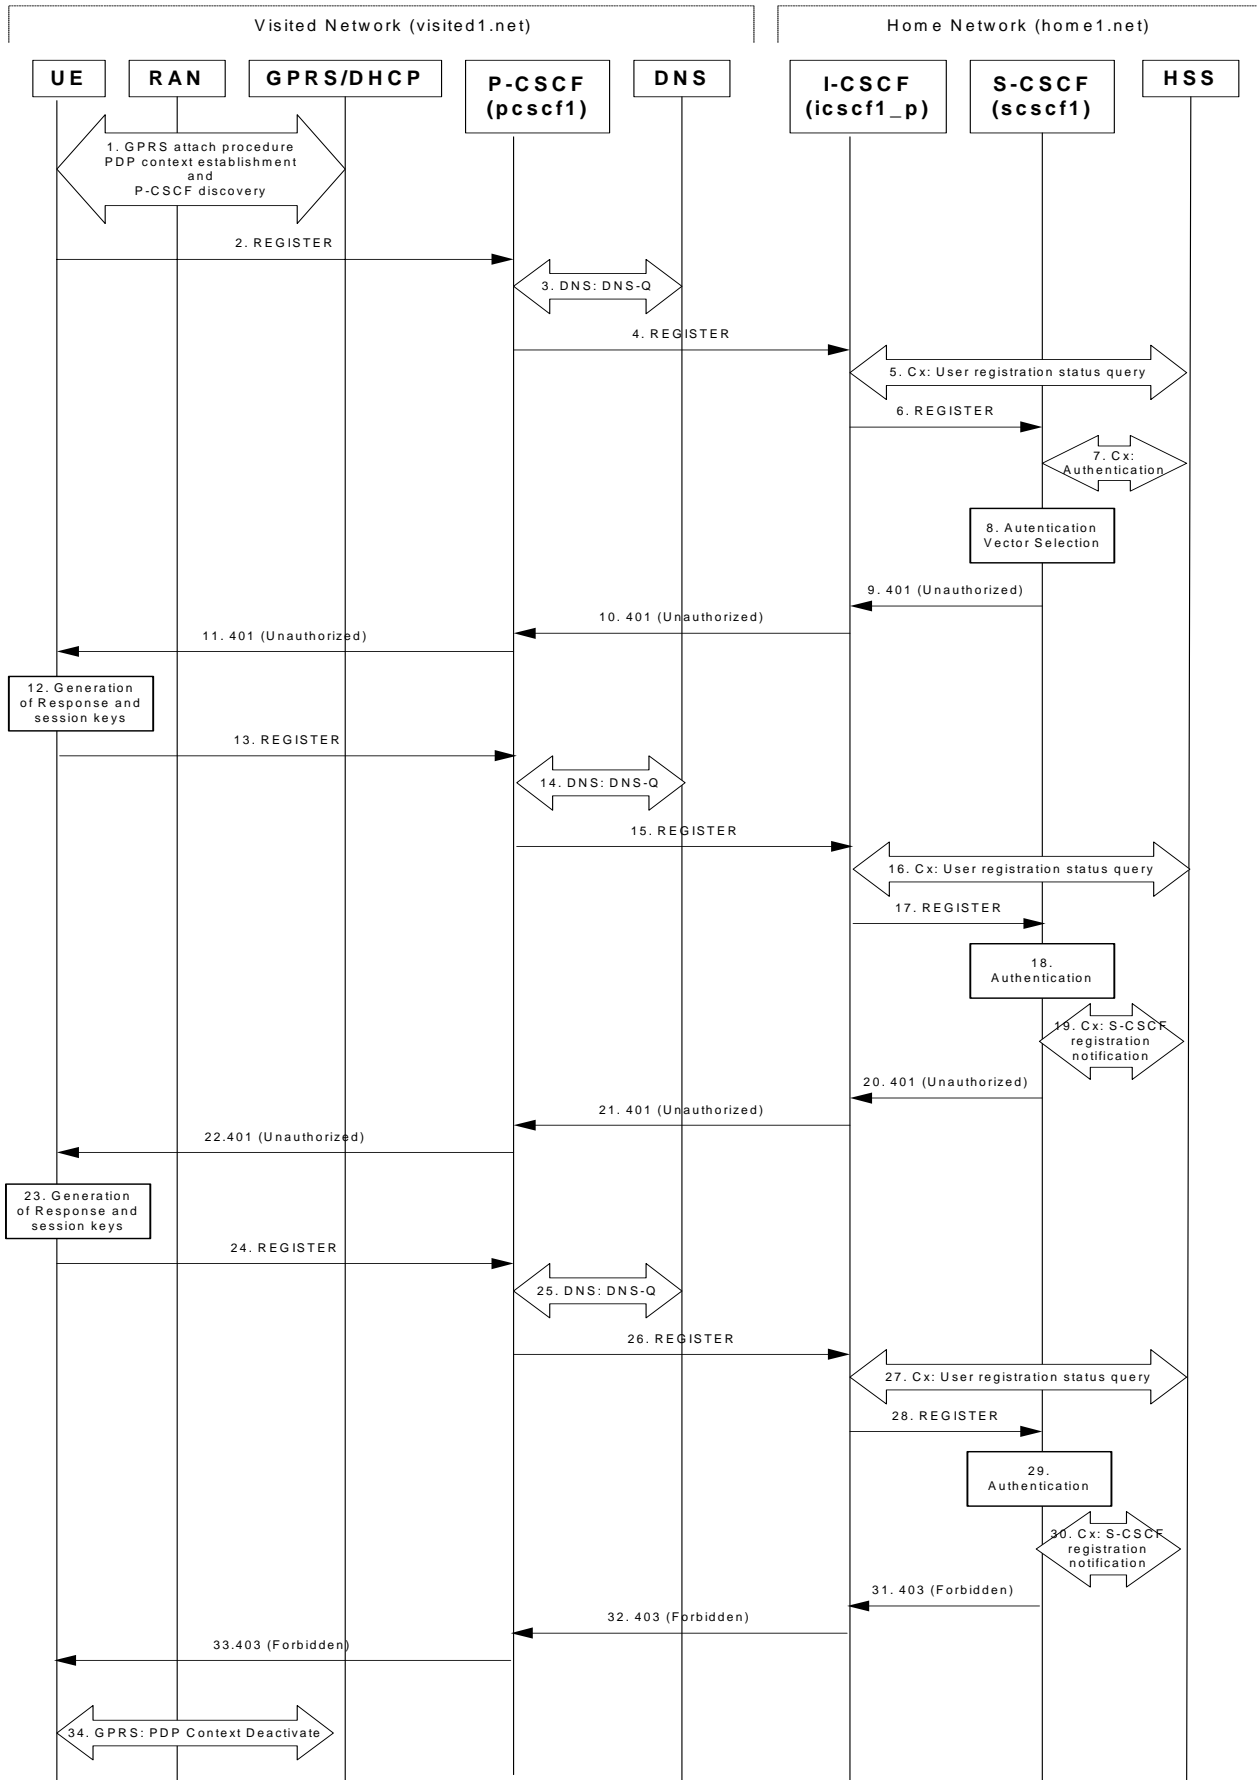 Visited Network (visited1.net)
Home Network (home1.net)
UE
RAN
GPRS/DHCP
P-CSCF
(pcscf1)
DNS
I-CSCF
(icscf1_p)
S-CSCF
(scscf1)
HSS
1. GPRS attach procedure
PDP context establishment
and
P-CSCF discovery
2. REGISTER
3. DNS: DNS-Q
4. REGISTER
5. Cx: User registration status query
6. REGISTER
7. Cx:
Authentication
8. Autentication
Vector Selection
9. 401 (Unauthorized)
10. 401 (Unauthorized)
11. 401 (Unauthorized)
12. Generation
of Response and
session keys
13. REGISTER
14. DNS: DNS-Q
15. REGISTER
16. Cx: User registration status query
17. REGISTER
18.
Authentication
19. Cx: S-CSCF
registration
notification
20. 401 (Unauthorized)
21. 401 (Unauthorized)
22.401 (Unauthorized)
23. Generation
of Response and
session keys
24. REGISTER
25. DNS: DNS-Q
26. REGISTER
27. Cx: User registration status query
28. REGISTER
29.
Authentication
30. Cx: S-CSCF
registration
notification
31. 403 (Forbidden)
32. 403 (Forbidden)
33.403 (Forbidden)
34. GPRS: PDP Context Deactivate